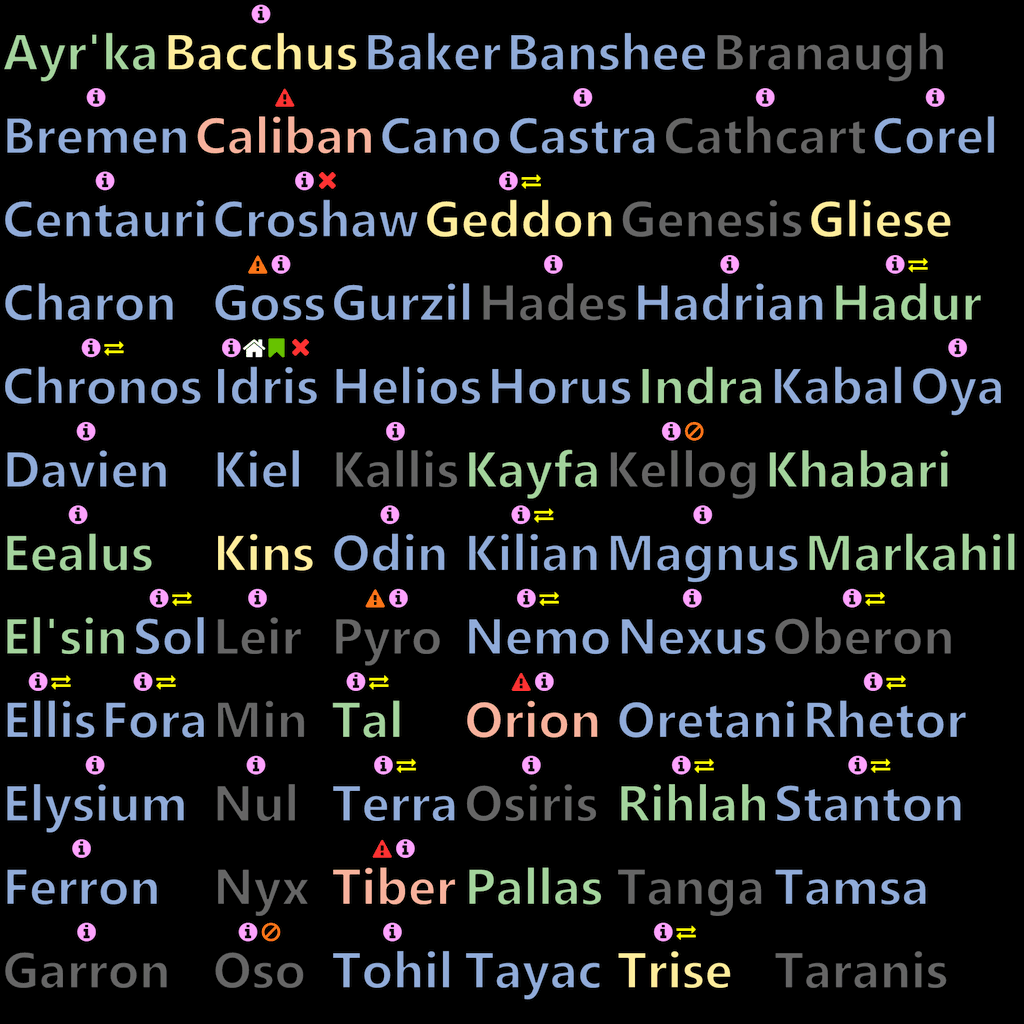 Ayr'ka Bacchus Baker Banshee Branaugh
Bremen Caliban Cano Castra Cathcart Corel
Centauri Croshaw Geddon Genesis Gliese
Charon Goss Gurzil Hades Hadrian Hadur
Chronos Idris Helios Horus Indra Kabal Oya
Davien Kiel Kallis Kayfa Kellog Khabari
Eealus Kins Odin Kilian Magnus Markahil
El'sin Sol Leir Pyro Nemo Nexus Oberon
Ellis Fora Min Tal Orion Oretani Rhetor
Elysium Nul Terra Osiris Rihlah Stanton
Ferron Nyx Tiber Pallas Tanga Tamsa
Garron Oso Tohil Tayac Trise Taranis